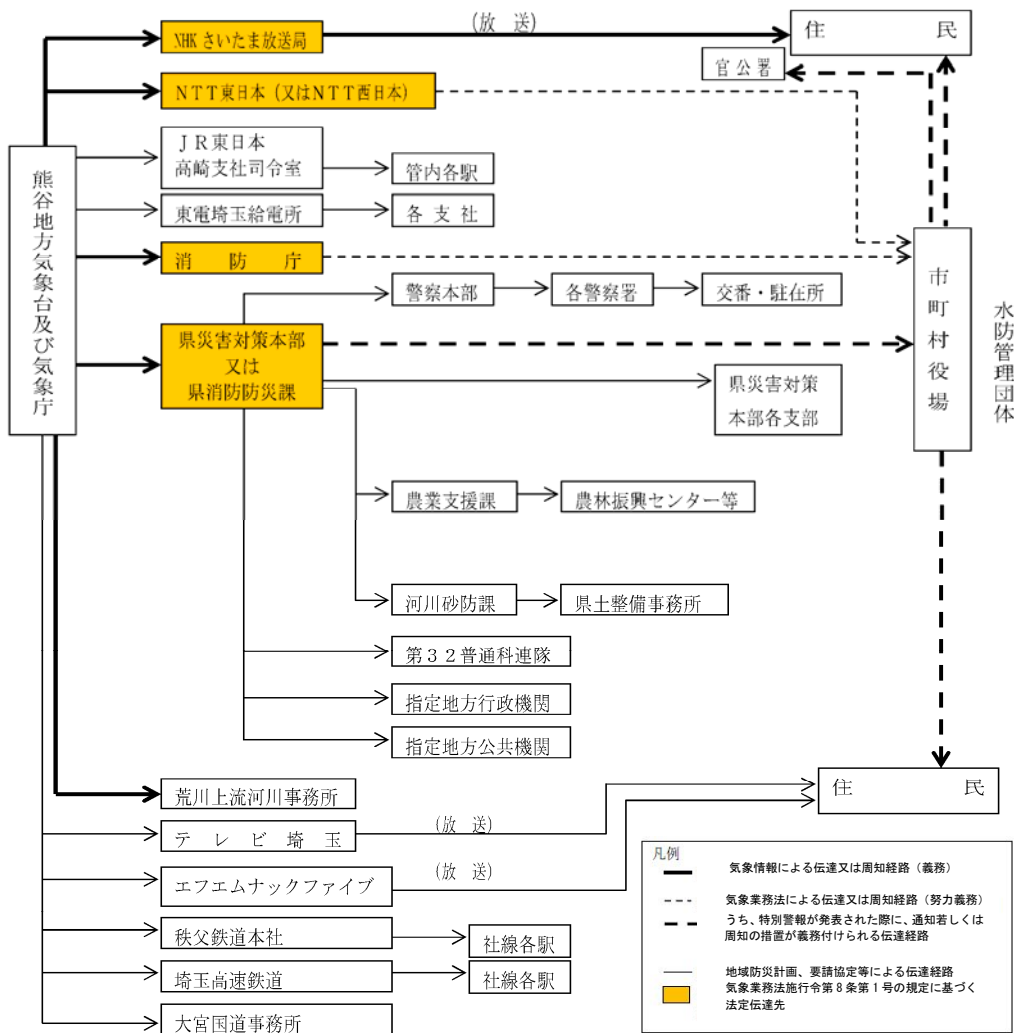 NHK さいたま放送局
(放 送)
住 民
官公署
NTT東日本(又はNTT西日本)
JR東日本
高崎支社司令室
管内各駅
東電埼玉給電所
各 支 社
消 防 庁
熊谷地方気象台及び気象庁
警察本部
各警察署
交番・駐在所
県災害対策本部
又は
県消防防災課
市町村役場
水防管理団体
県災害対策
本部各支部
農業支援課
農林振興センター等
河川砂防課
県土整備事務所
第32普通科連隊
指定地方行政機関
指定地方公共機関
荒川上流河川事務所
住 民
テ レ ビ 埼 玉
(放 送)
エフエムナックファイブ
(放 送)
秩父鉄道本社
社線各駅
埼玉高速鉄道
社線各駅
大宮国道事務所
凡例
気象情報による伝達又は周知経路(義務)
気象業務法による伝達又は周知経路(努力義務)
うち、特別警報が発表された際に、通知若しくは
周知の措置が義務付けられる伝達経路
地域防災計画、要請協定等による伝達経路
気象業務法施行令第8条第1号の規定に基づく
法定伝達先